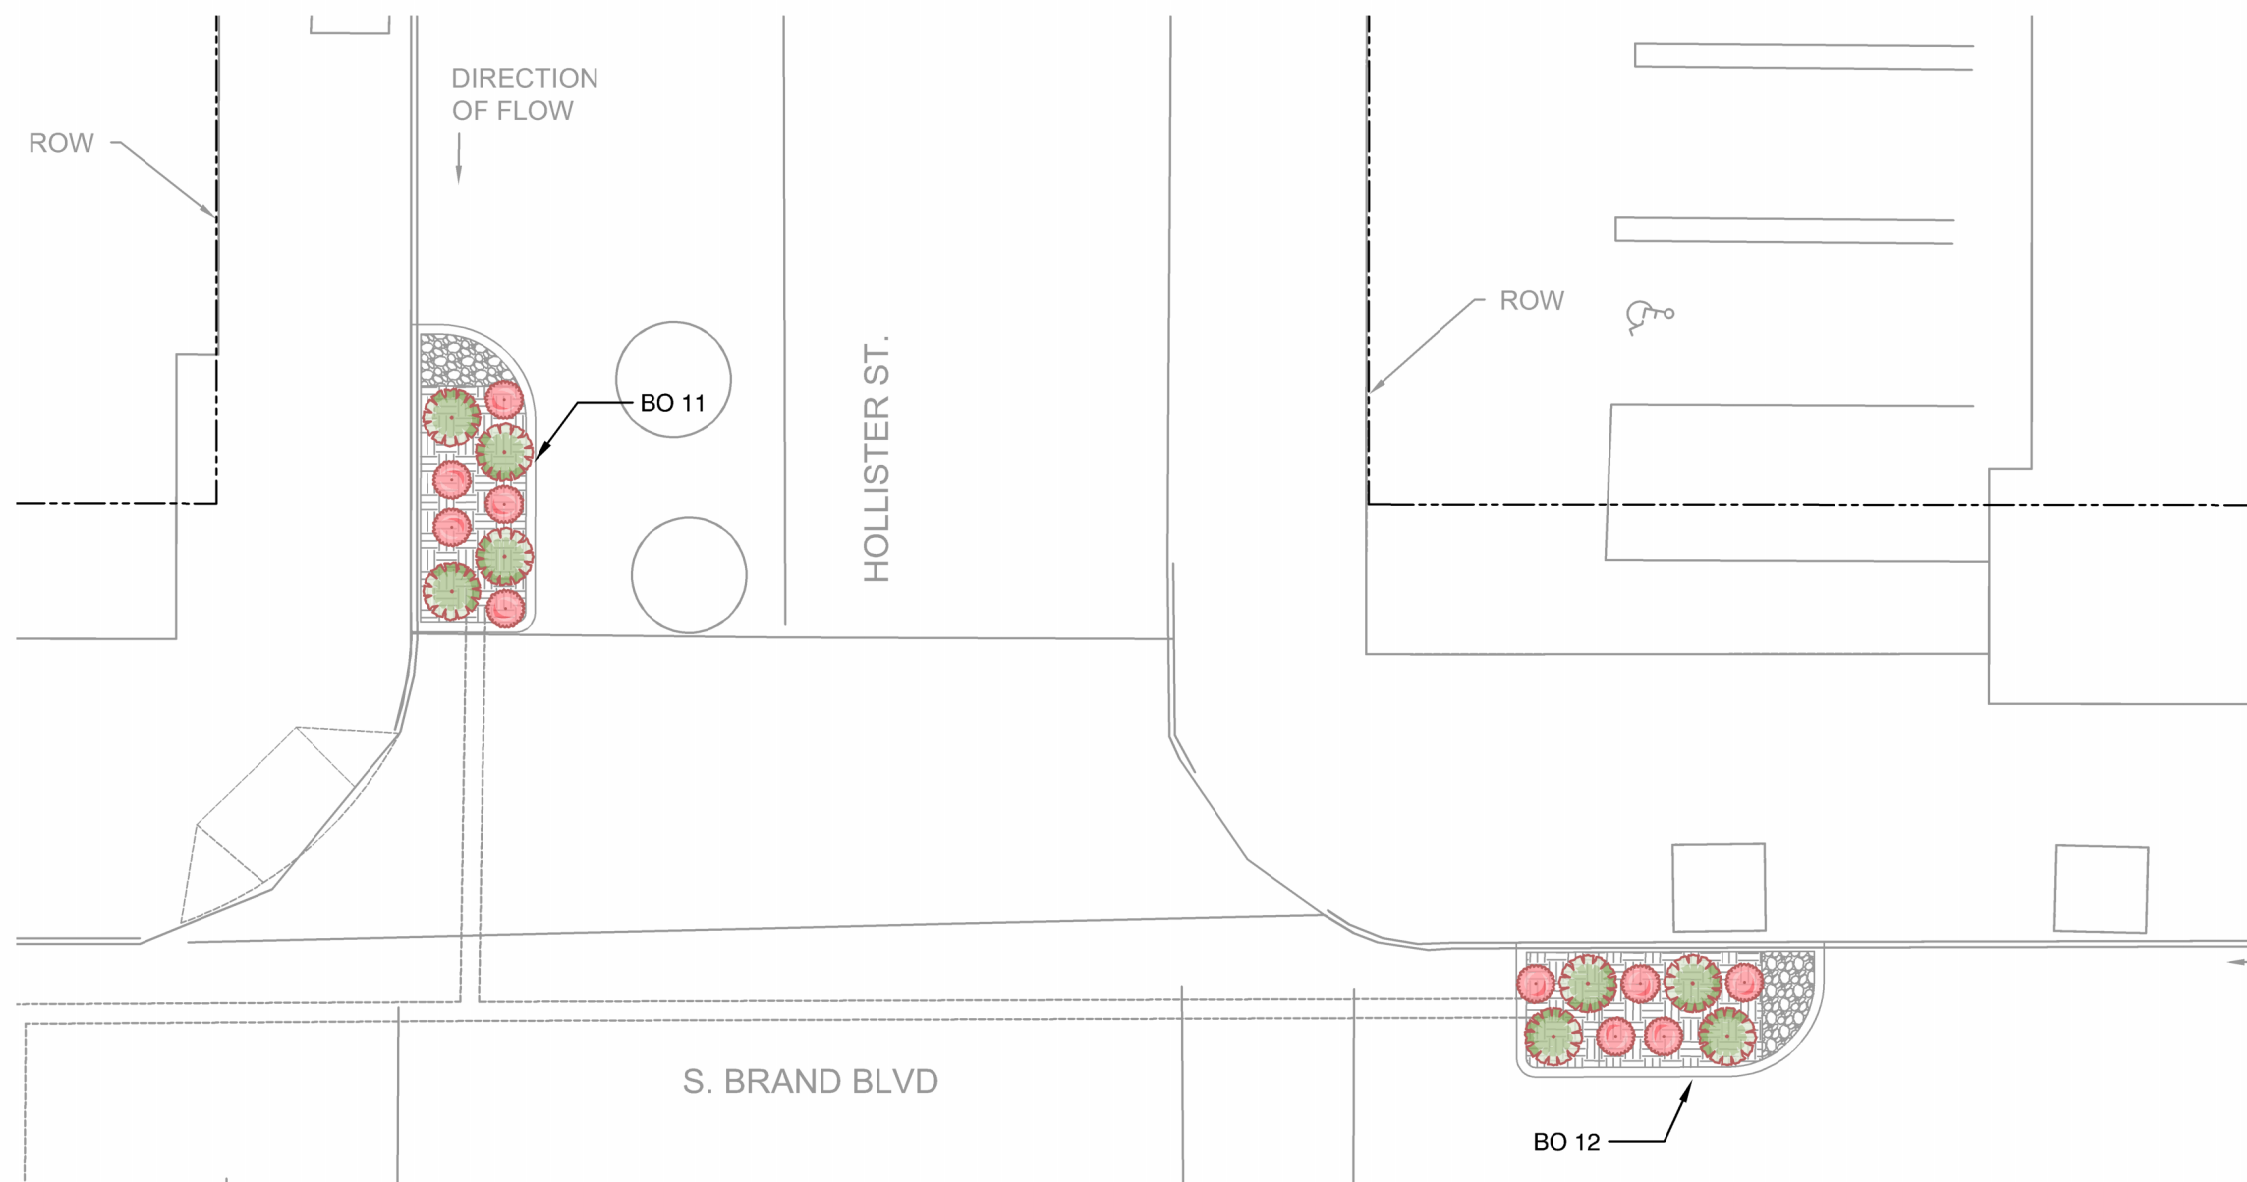 DIRECTION
OF FLOW
ROW
ROW
BO 11
HOLLISTER ST.
S. BRAND BLVD
BO 12